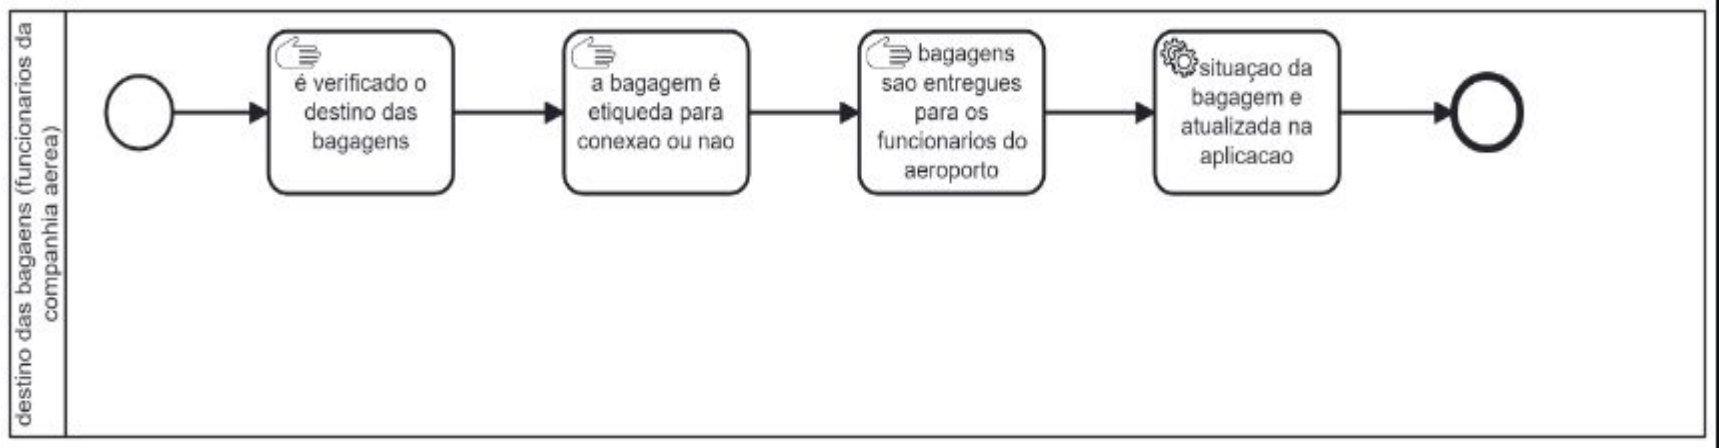 destino das bagaens (funcionarios da
companhia aerea)
é verificado o
destino das
bagagens
a bagagem é
etiqueda para
conexao ou nao
bagagens
sao entregues
para os
funcionarios do
aeroporto
situaçao da
bagagem e
atualizada na
aplicacao